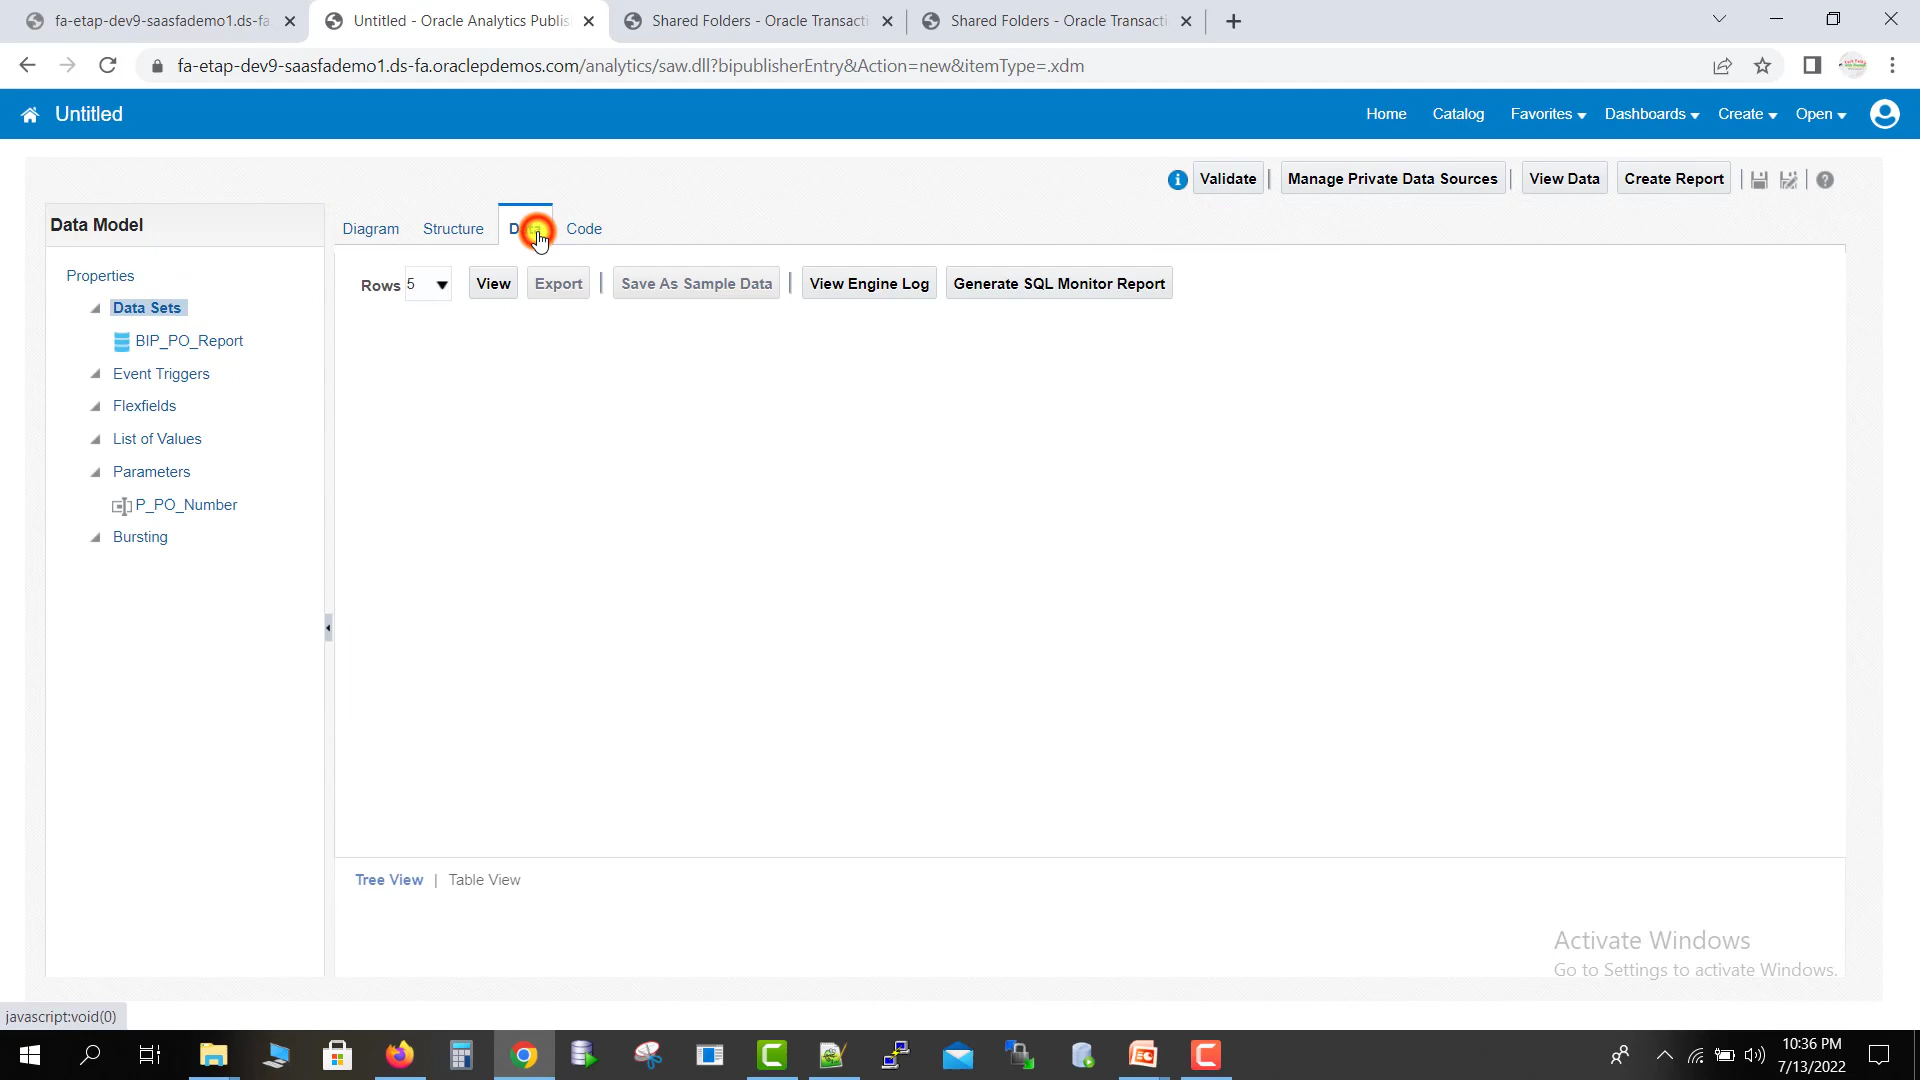 fa-etap-dev9-saasfademo1.ds-fa
Untitled - Oracle Analytics Publis
Shared Folders - Oracle Transacti
Shared Folders - Oracle Transacti
fa-etap-dev9-saasfademo1.ds-fa.oraclepdemos.com/analytics/saw.dll?bipublisherEntry&Action=new&itemType=.xdm
Untitled
Home
Catalog
Favorites
Dashboards
Create
Open
Validate
Manage Private Data Sources
View Data
Create Report
Data Model
Diagram
Structure
Code
Properties
Data Sets
BIP_PO_Report
Event Triggers
Flexfields
List of Values
Parameters
P_PO_Number
Bursting
Rows 5
View
Export
Save As Sample Data
View Engine Log
Generate SQL Monitor Report
Tree View | Table View
Activate Windows
Go to Settings to activate Windows.
javascript:void(0)
10:36 PM
7/13/2022